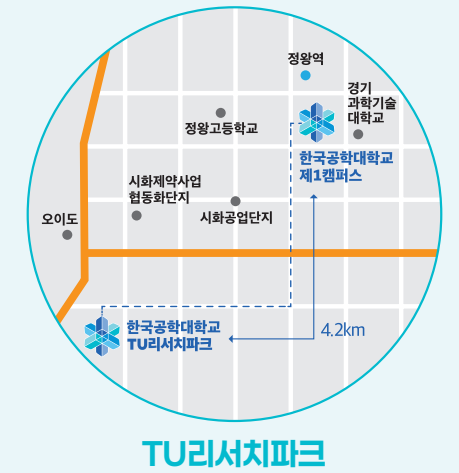 정왕역
경기
과학기술
대학교
정왕고등학교
한국공학대학교
제1캠퍼스
시화제약사업
협동화단지
시화공업단지
오이도
한국공학대학교
TU리서치파크
4.2km
TU리서치파크